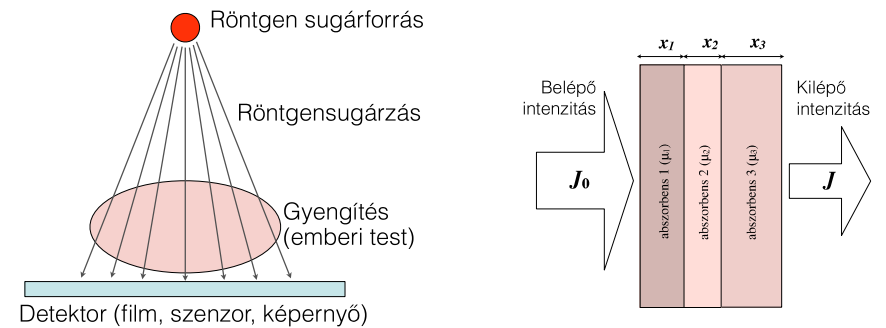 Röntgen sugárforrás
Röntgensugárzás
Gyengítés
(emberi test)
Detektor (film, szenzor, képernyő)
x₁ x₂ x₃
Belépő
intenzitás
Kilépő
intenzitás
J₀
abszorbens 1 (μ₁)
abszorbens 2 (μ₂)
abszorbens 3 (μ₃)
J